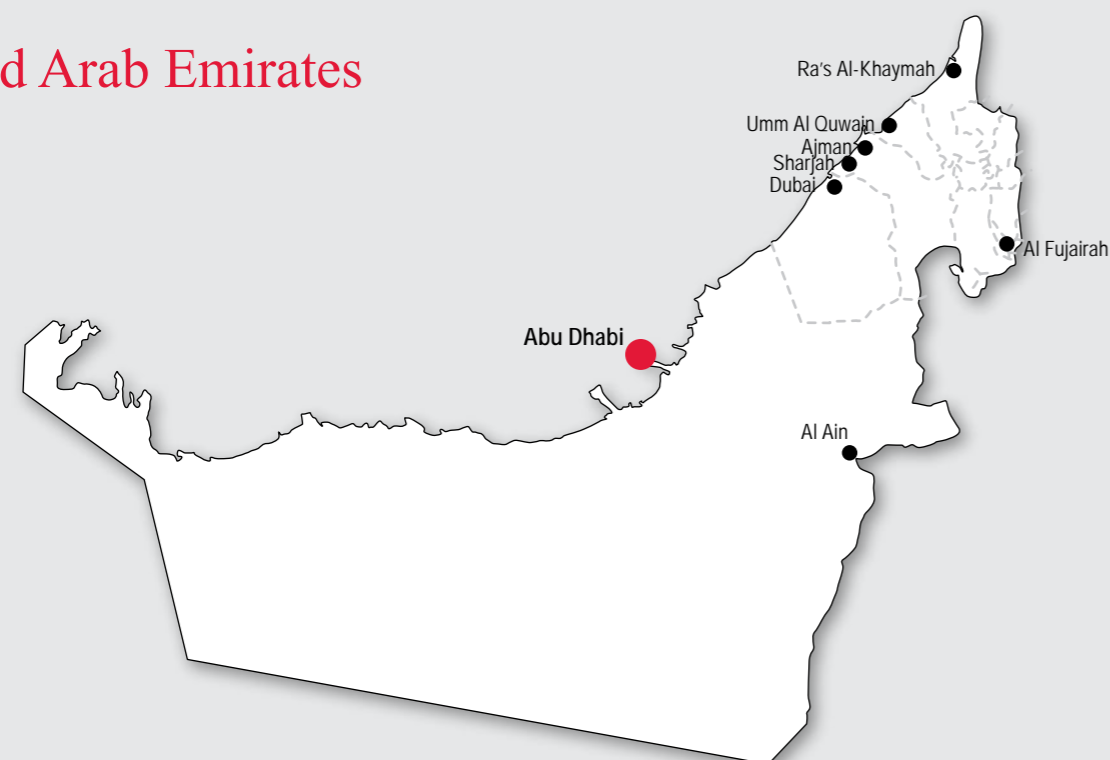 d Arab Emirates
Ra's Al-Khaymah
Umm Al Quwain
Ajman
Sharjah
Dubai
Al Fujairah
Abu Dhabi
Al Ain